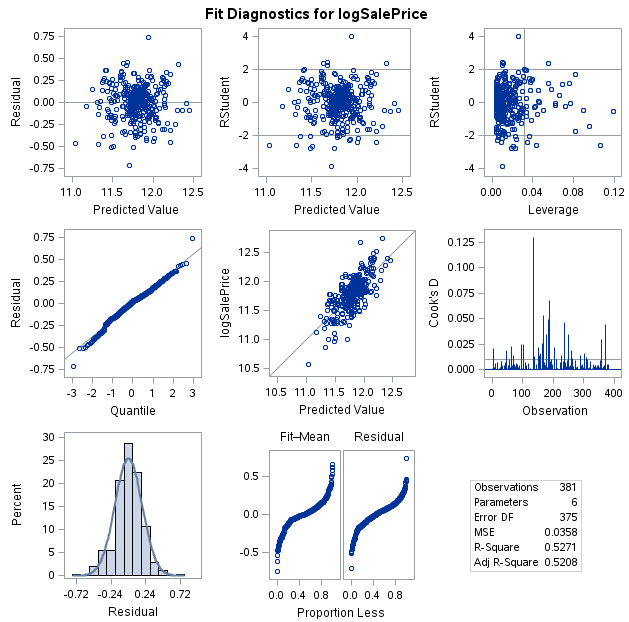 Fit Diagnostics for logSalePrice
0.75
0.50
0.25
0.00
-0.25
-0.50
-0.75
Residual
11.0 11.5 12.0 12.5
Predicted Value
4
2
0
-2
-4
RStudent
11.0 11.5 12.0 12.5
Predicted Value
4
2
0
-2
-4
RStudent
0.00 0.04 0.08 0.12
Leverage
0.75
0.50
0.25
0.00
-0.25
-0.50
-0.75
Residual
-3 -2 -1 0 1 2 3
Quantile
12.5
12.0
11.5
11.0
10.5
logSalePrice
10.5 11.0 11.5 12.0 12.5
Predicted Value
0.125
0.100
0.075
0.050
0.025
0.000
Cook's D
0 100 200 300 400
Observation
30
25
20
15
10
5
0
Percent
-0.72 -0.24 0.24 0.72
Residual
Fit–Mean Residual
0.5
0.0
-0.5
0.0 0.4 0.8 0.0 0.4 0.8
Proportion Less
Observations 381
Parameters 6
Error DF 375
MSE 0.0358
R-Square 0.5271
Adj R-Square 0.5208